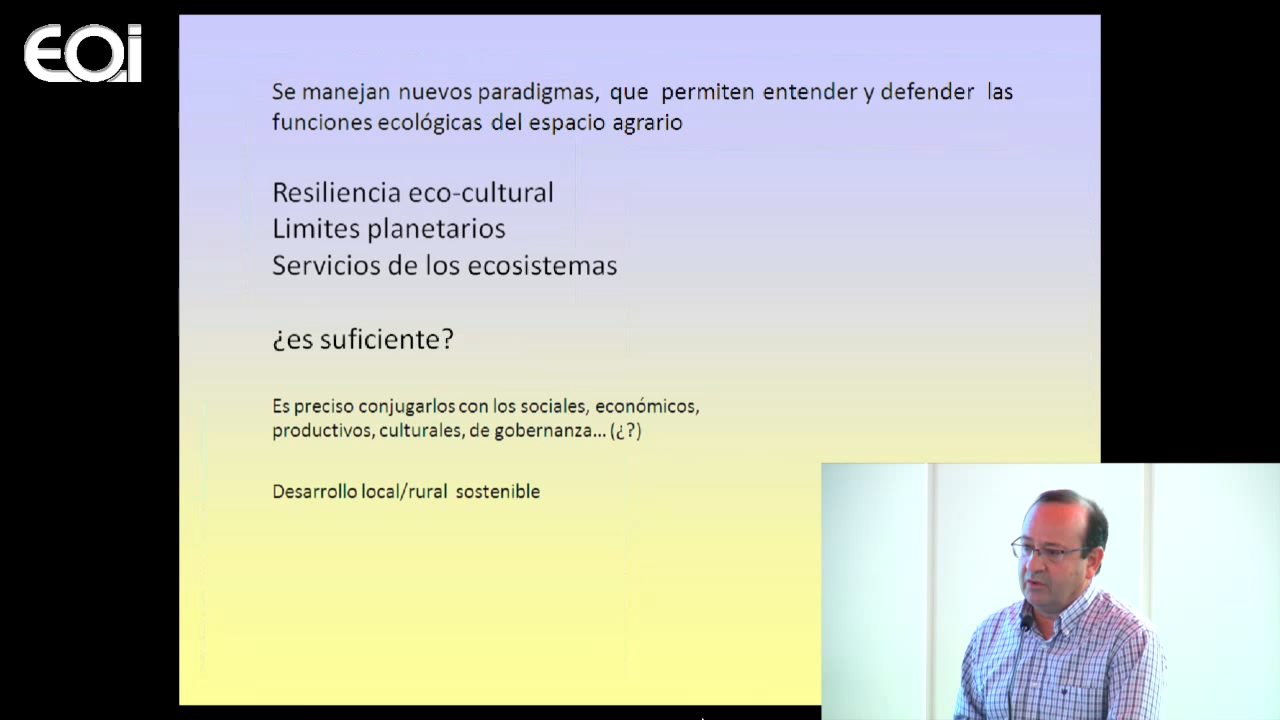 EOi
Se manejan nuevos paradigmas, que permiten entender y defender las
funciones ecológicas del espacio agrario
Resiliencia eco-cultural
Limites planetarios
Servicios de los ecosistemas
¿es suficiente?
Es preciso conjugarlos con los sociales, económicos,
productivos, culturales, de gobernanza... (¿?)
Desarrollo local/rural sostenible